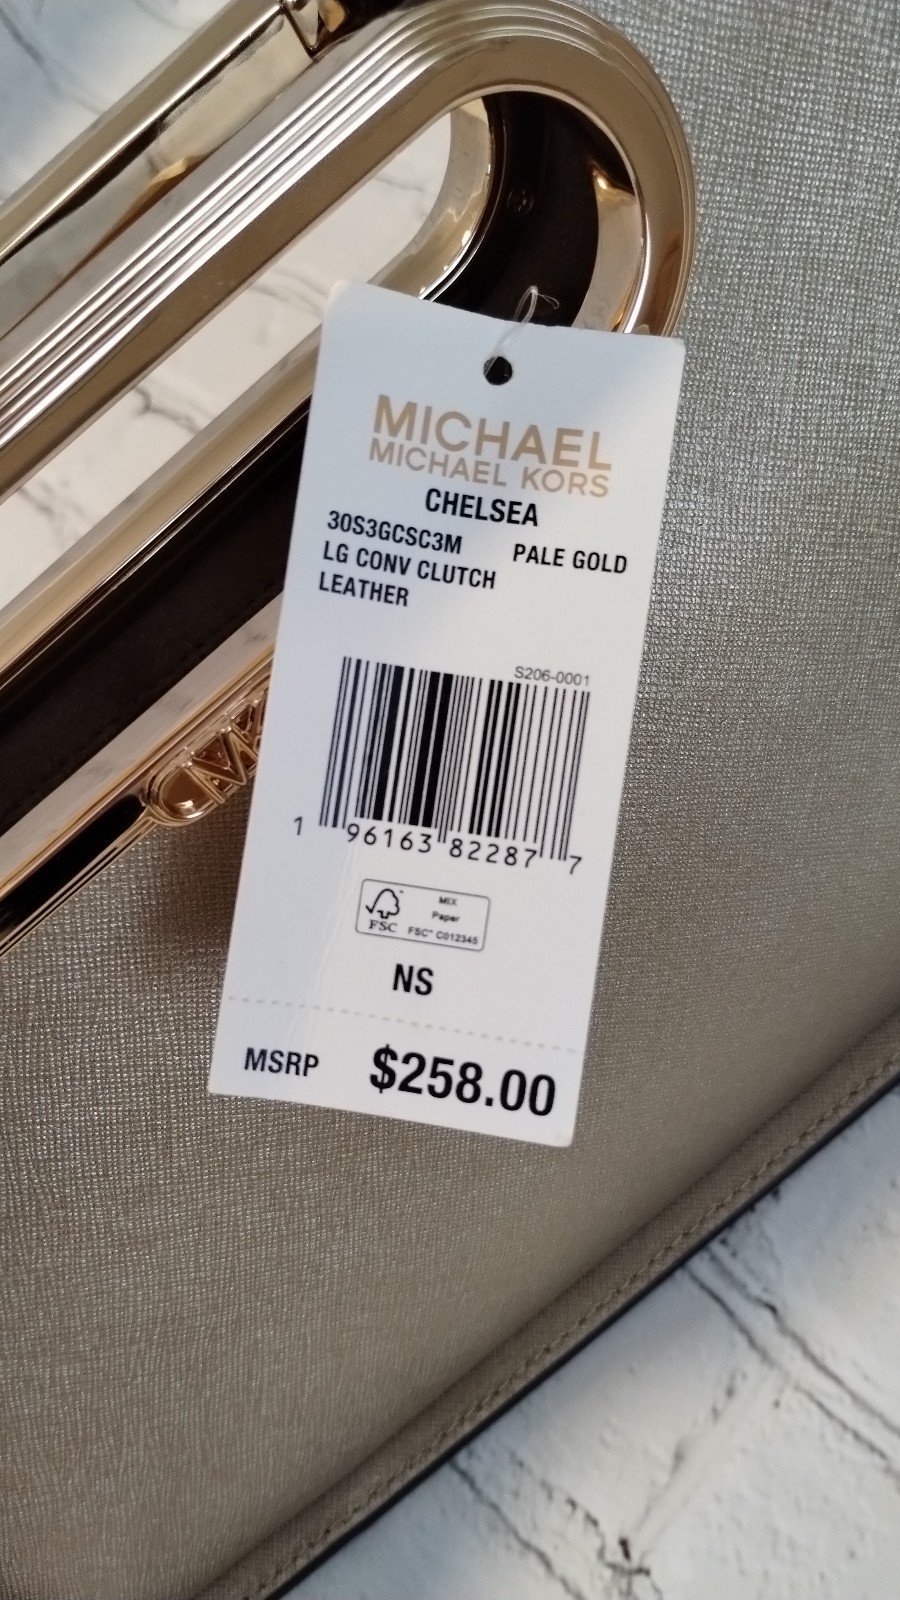 MICHAEL
MICHAEL KORS
CHELSEA
30S3GCSC3M PALE GOLD
LG CONV CLUTCH
LEATHER
S206-0001
1 96163 82287 7
FSC
MIX
Paper
FSC™ C012345
NS
MSRP $258.00
MK